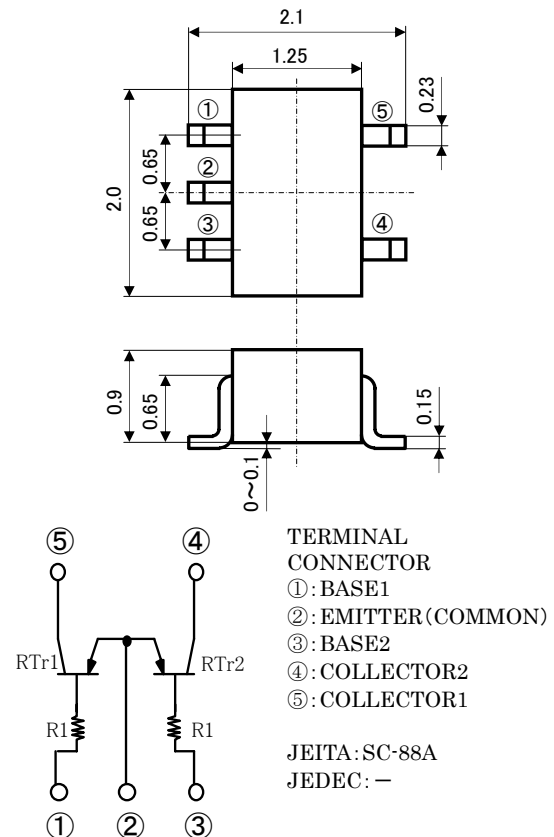 2.1
1.25
① ⑤
0.23
0.65
②
2.0
0.65
③ ④
0.9
0.65
0.15
0～0.1
⑤ ④
RTr1 RTr2
R1 R1
① ② ③
TERMINAL
CONNECTOR
①:BASE1
②:EMITTER(COMMON)
③:BASE2
④:COLLECTOR2
⑤:COLLECTOR1
JEITA:SC-88A
JEDEC:－